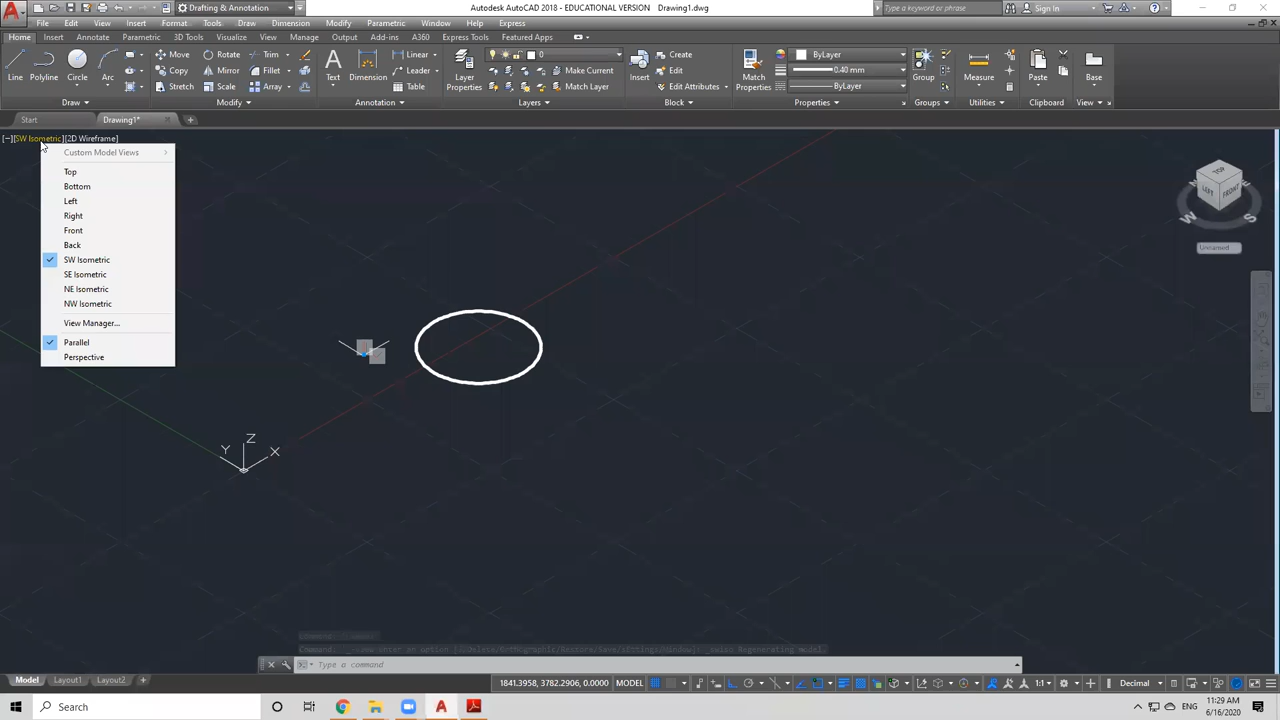 Drafting & Annotation
Autodesk AutoCAD 2018 - EDUCATIONAL VERSION Drawing1.dwg
Type a keyword or phrase
Sign In
File Edit View Insert Format Tools Draw Dimension Modify Parametric Window Help Express
Home Insert Annotate Parametric 3D Tools Visualize View Manage Output Add-ins A360 Express Tools Featured Apps
Line Polyline Circle Arc
Move Rotate Trim
Copy Mirror Fillet
Stretch Scale Array
Text Dimension
Linear
Leader
Table
Layer Properties
0
Make Current
Match Layer
Insert
Create
Edit
Edit Attributes
Match Properties
ByLayer
0.40 mm
ByLayer
Group
Measure
Paste
Base
Draw Modify Annotation Layers Block Properties Groups Utilities Clipboard View
Start Drawing1*
[−][SW Isometric][2D Wireframe]
Custom Model Views
Top
Bottom
Left
Right
Front
Back
SW Isometric
SE Isometric
NE Isometric
NW Isometric
View Manager...
Parallel
Perspective
TOP
LEFT FRONT
W S
Unnamed
Z
Y X
Type a command
Model Layout1 Layout2
1841.3958, 3782.2906, 0.0000 MODEL
1:1
Decimal
Search
ENG
11:29 AM
6/16/2020